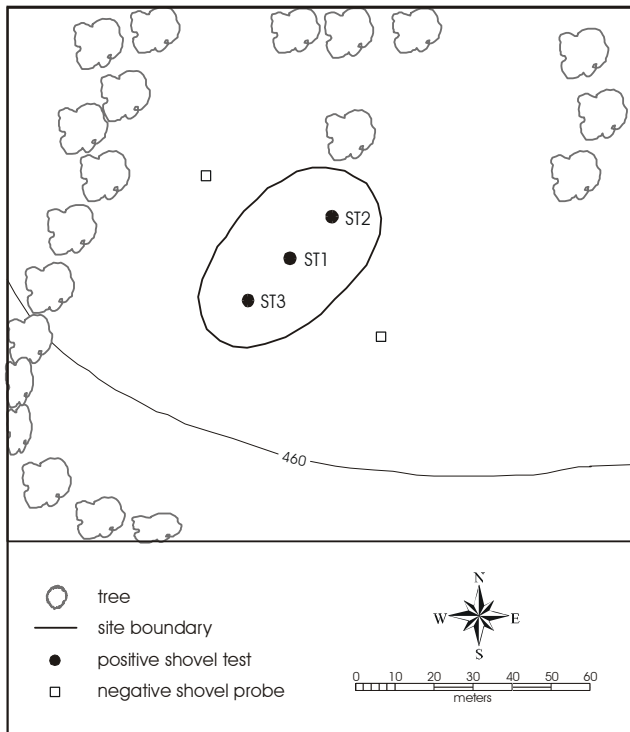 ST2
ST1
ST3
460
tree
site boundary
positive shovel test
negative shovel probe
N
W E
S
0 10 20 30 40 50 60
meters